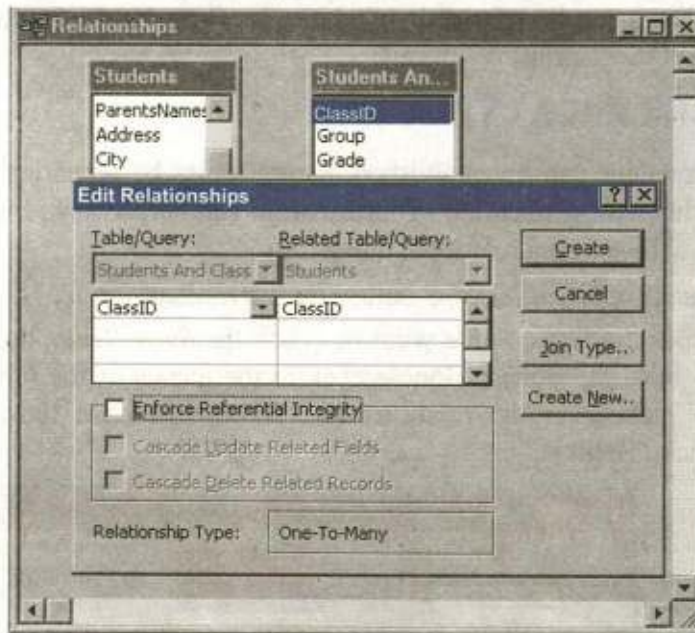 Relationships
Students
Students An...
ParentsNames
Address
City
ClassID
Group
Grade
Edit Relationships
Table/Query:
Related Table/Query:
Students And Class
Students
ClassID
ClassID
Enforce Referential Integrity
Cascade Update Related Fields
Cascade Delete Related Records
Relationship Type:
One-To-Many
Create
Cancel
Join Type..
Create New..